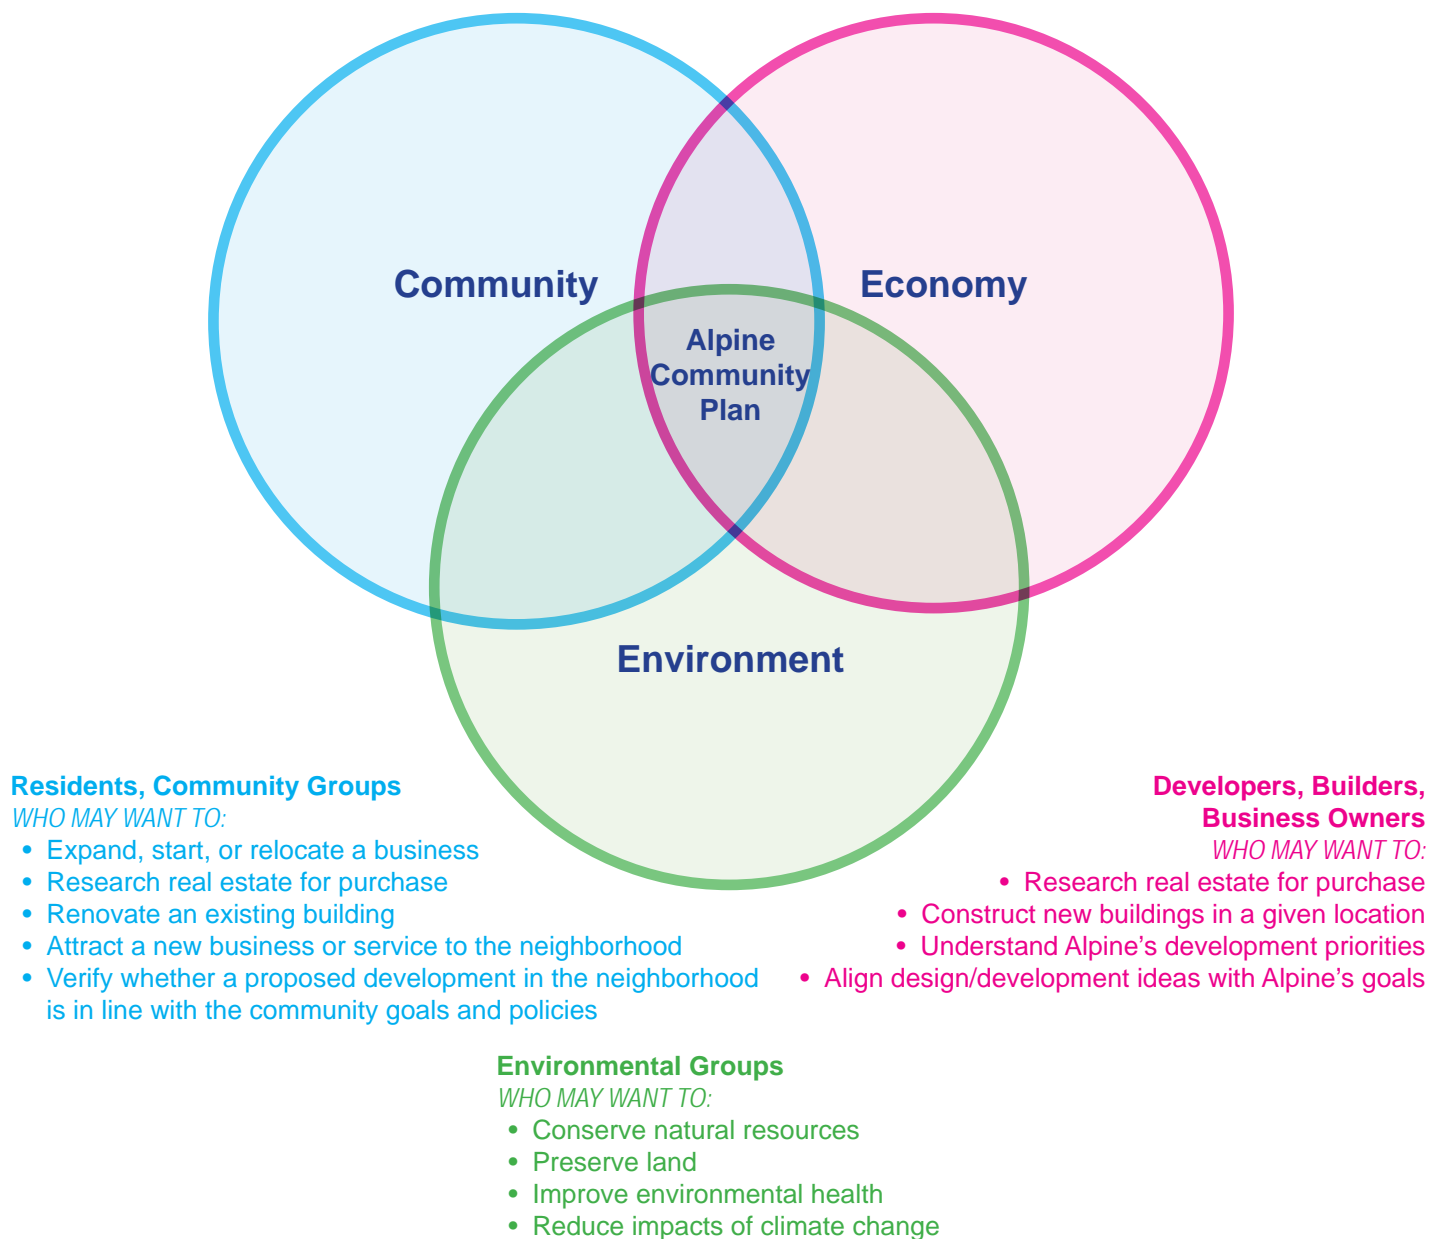 Community
Economy
Alpine
Community
Plan
Environment
Residents, Community Groups
WHO MAY WANT TO:
• Expand, start, or relocate a business
• Research real estate for purchase
• Renovate an existing building
• Attract a new business or service to the neighborhood
• Verify whether a proposed development in the neighborhood
is in line with the community goals and policies
Developers, Builders,
Business Owners
WHO MAY WANT TO:
• Research real estate for purchase
• Construct new buildings in a given location
• Understand Alpine’s development priorities
• Align design/development ideas with Alpine’s goals
Environmental Groups
WHO MAY WANT TO:
• Conserve natural resources
• Preserve land
• Improve environmental health
• Reduce impacts of climate change